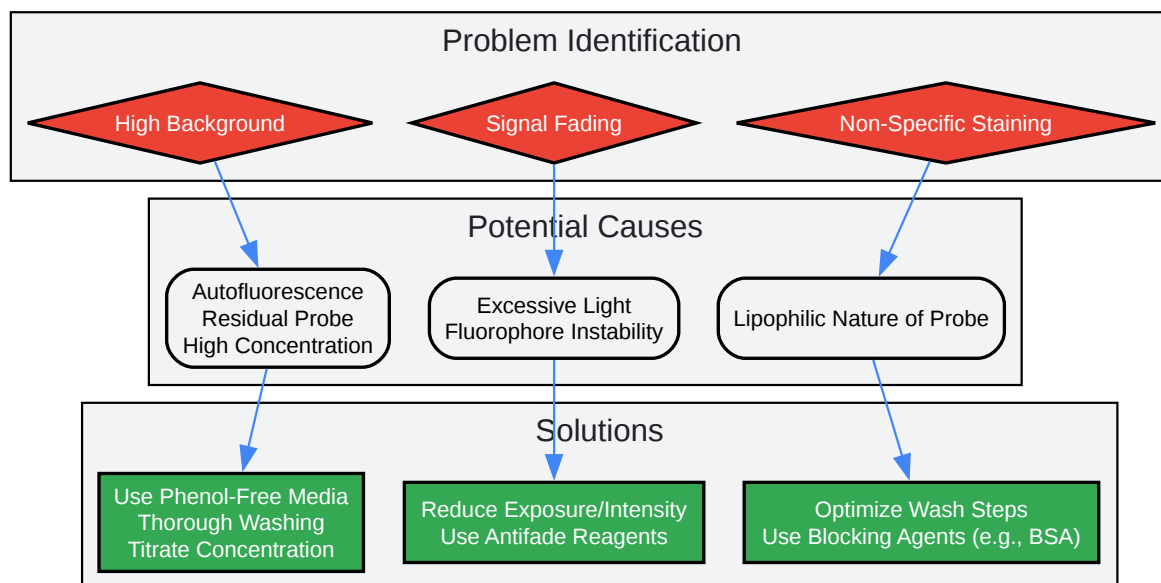 Problem Identification
High Background
Signal Fading
Non-Specific Staining
Potential Causes
Autofluorescence
Residual Probe
High Concentration
Excessive Light
Fluorophore Instability
Lipophilic Nature of Probe
Solutions
Use Phenol-Free Media
Thorough Washing
Titrate Concentration
Reduce Exposure/Intensity
Use Antifade Reagents
Optimize Wash Steps
Use Blocking Agents (e.g., BSA)